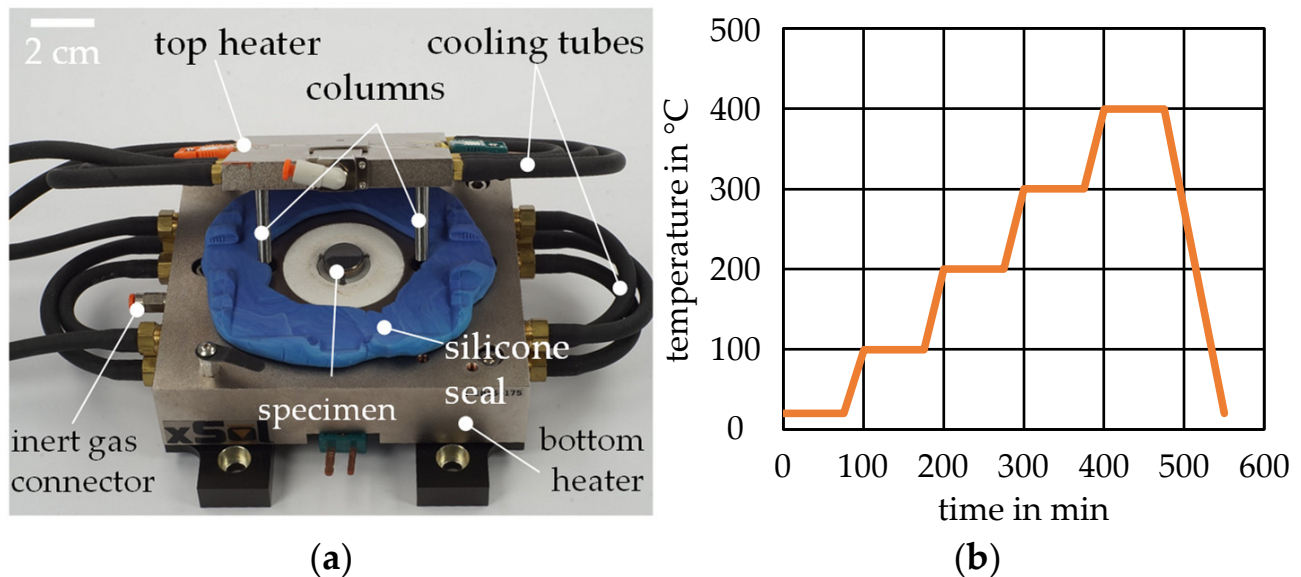 2 cm
top heater
cooling tubes
columns
silicone
seal
specimen
inert gas
connector
bottom
heater
xSol
175
(a)
temperature in °C
500
400
300
200
100
0
0 100 200 300 400 500 600
time in min
(b)